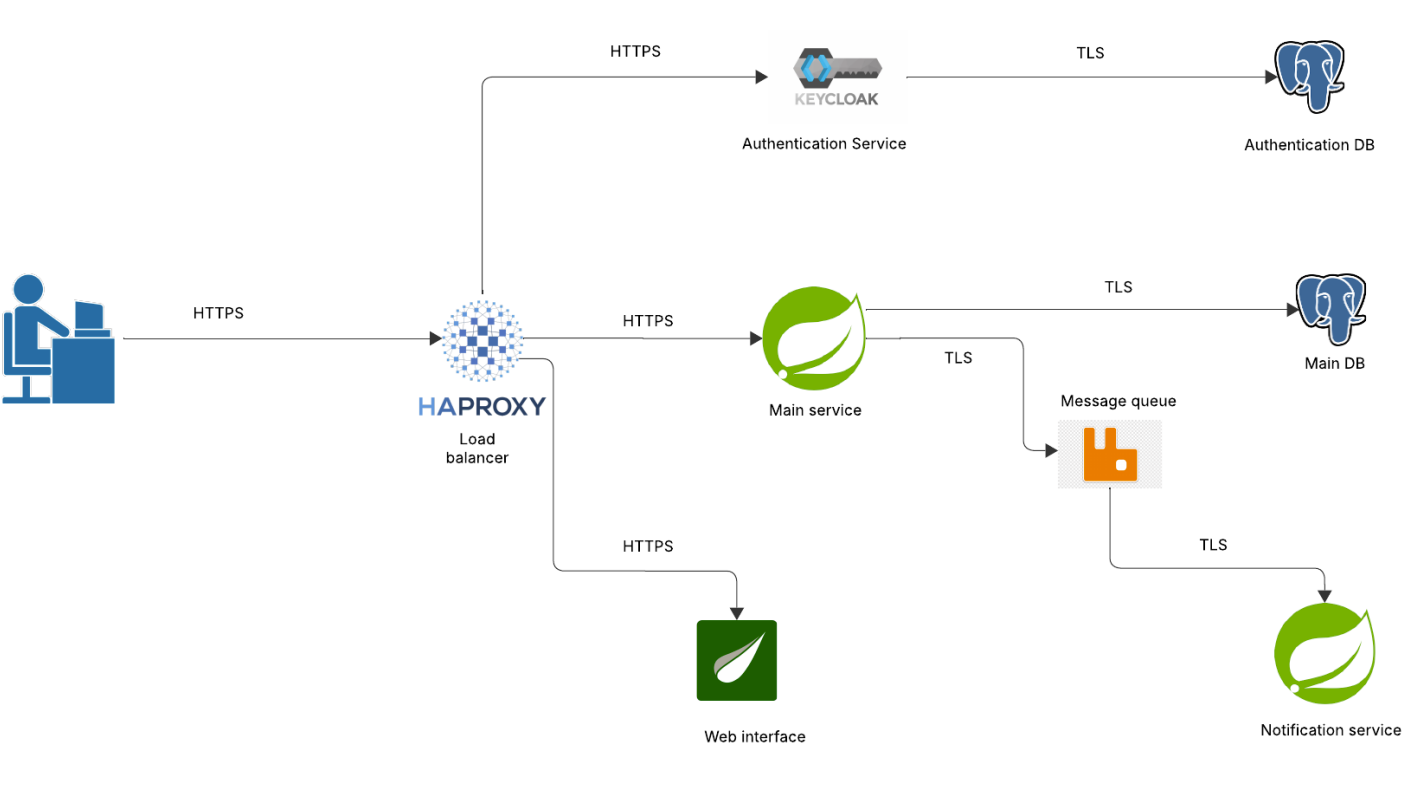 HTTPS
TLS
KEYCLOAK
Authentication Service
Authentication DB
HTTPS
HTTPS
TLS
TLS
Main DB
HAPROXY
Load
balancer
Main service
Message queue
HTTPS
TLS
Web interface
Notification service